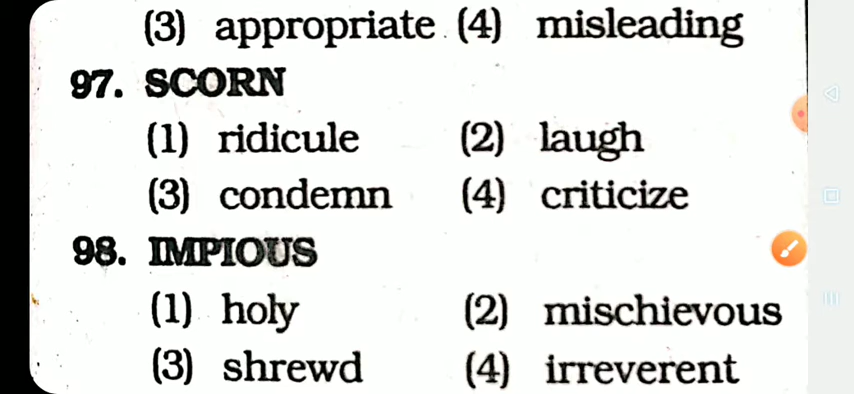 (3) appropriate (4) misleading
97. SCORN
(1) ridicule (2) laugh
(3) condemn (4) criticize
98. IMPIOUS
(1) holy (2) mischievous
(3) shrewd (4) irreverent